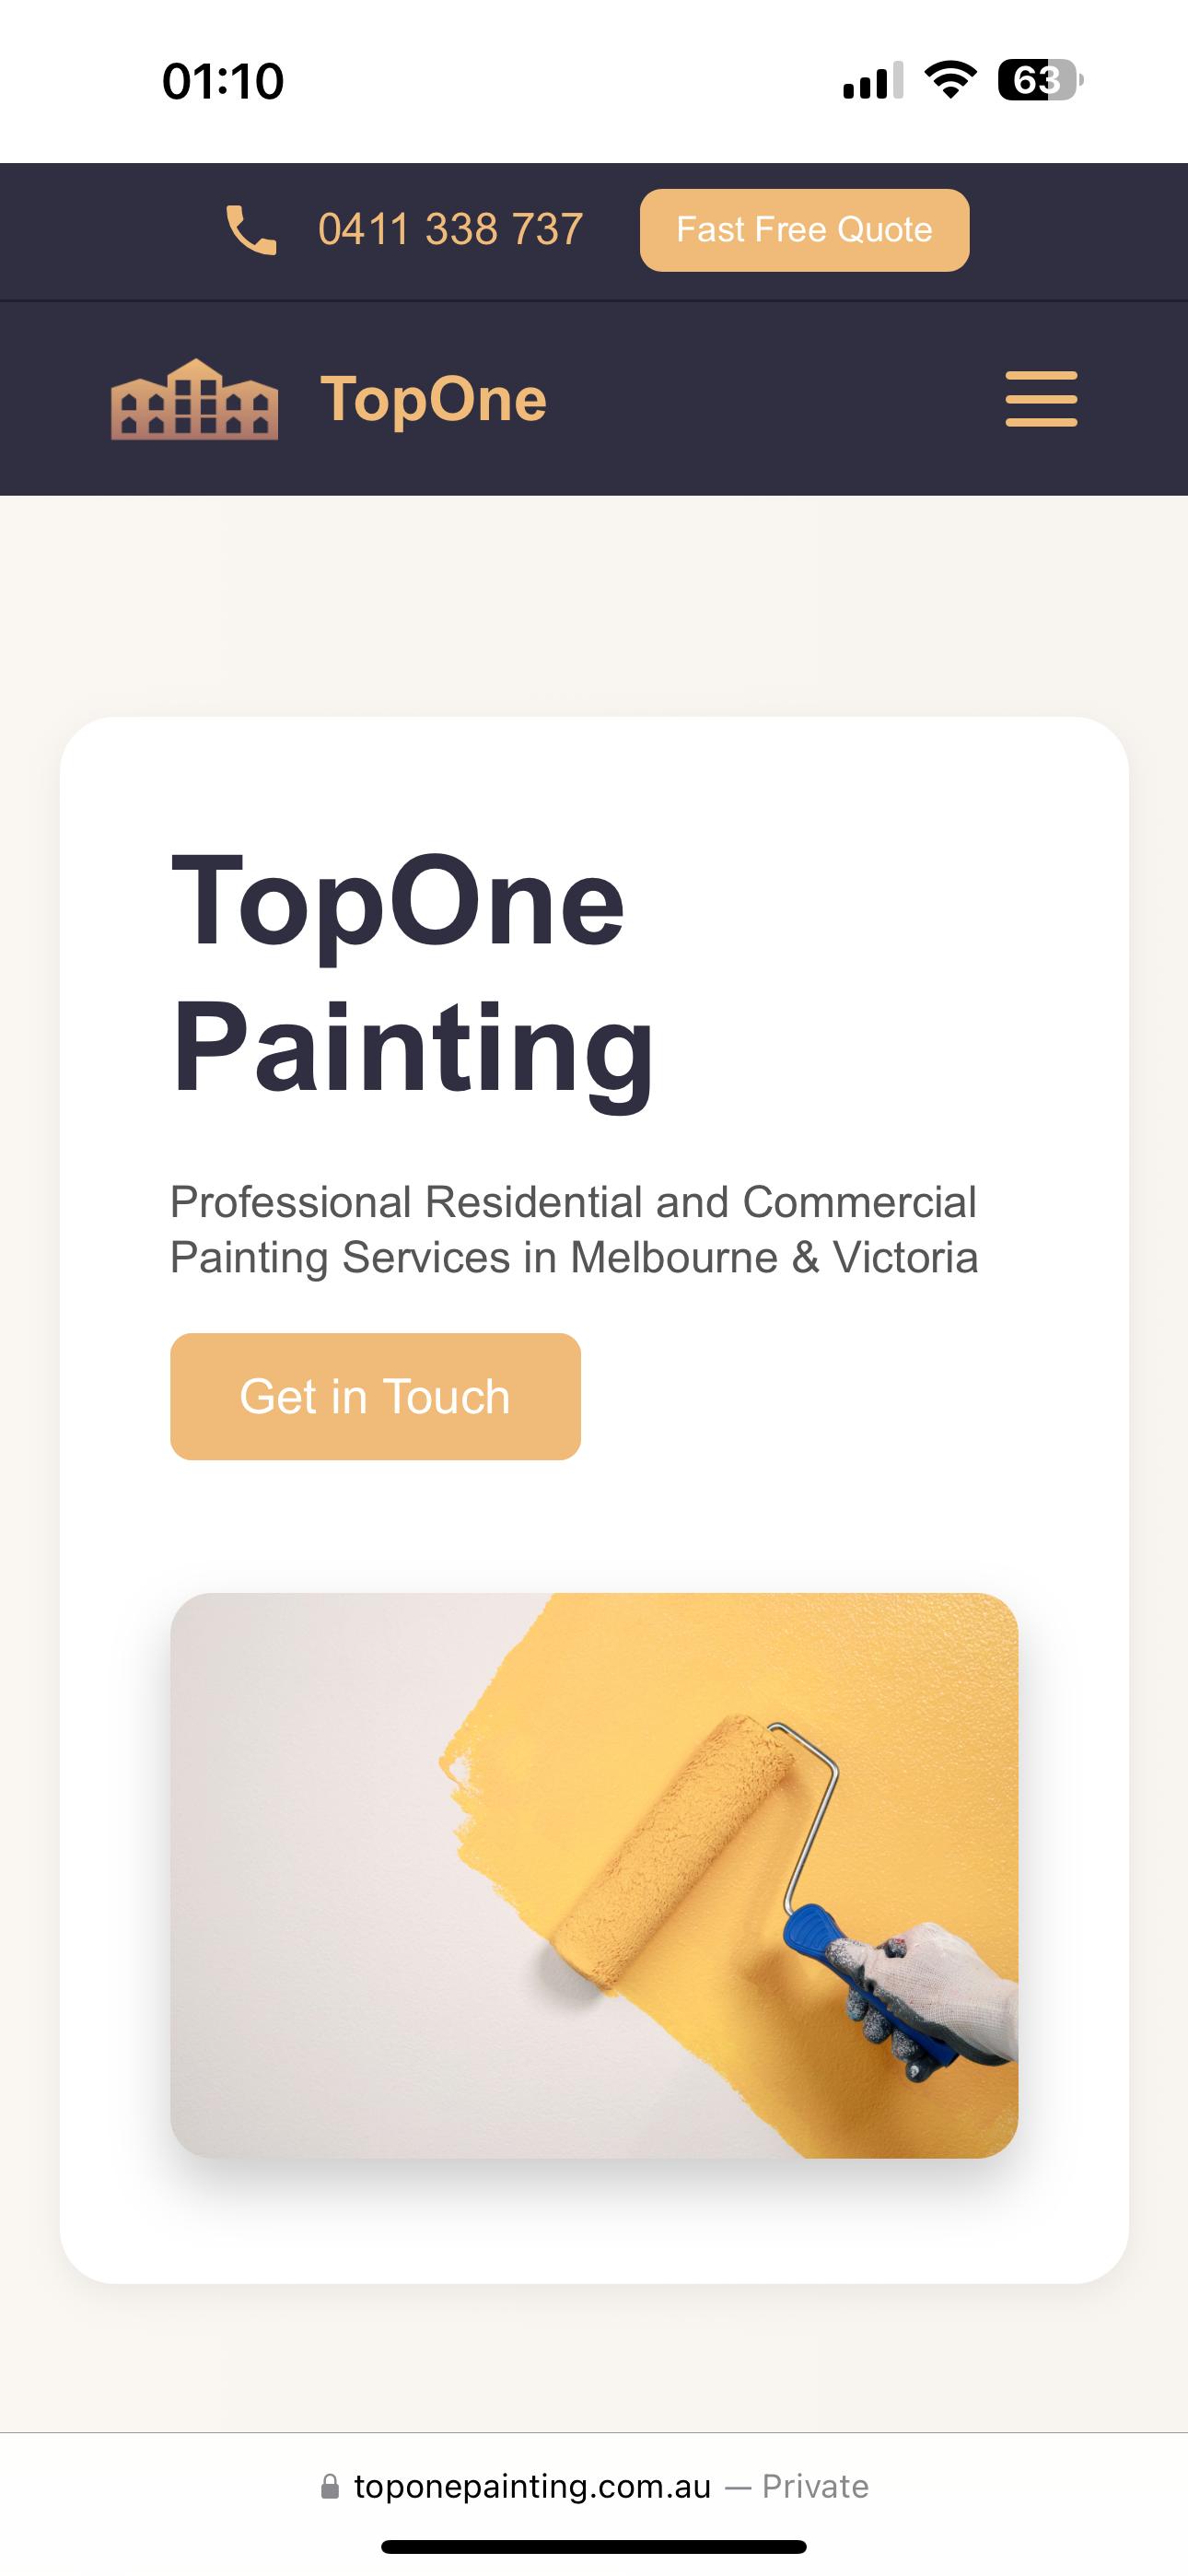 01:10
63
0411 338 737
Fast Free Quote
TopOne
TopOne
Painting
Professional Residential and Commercial
Painting Services in Melbourne & Victoria
Get in Touch
toponepainting.com.au — Private